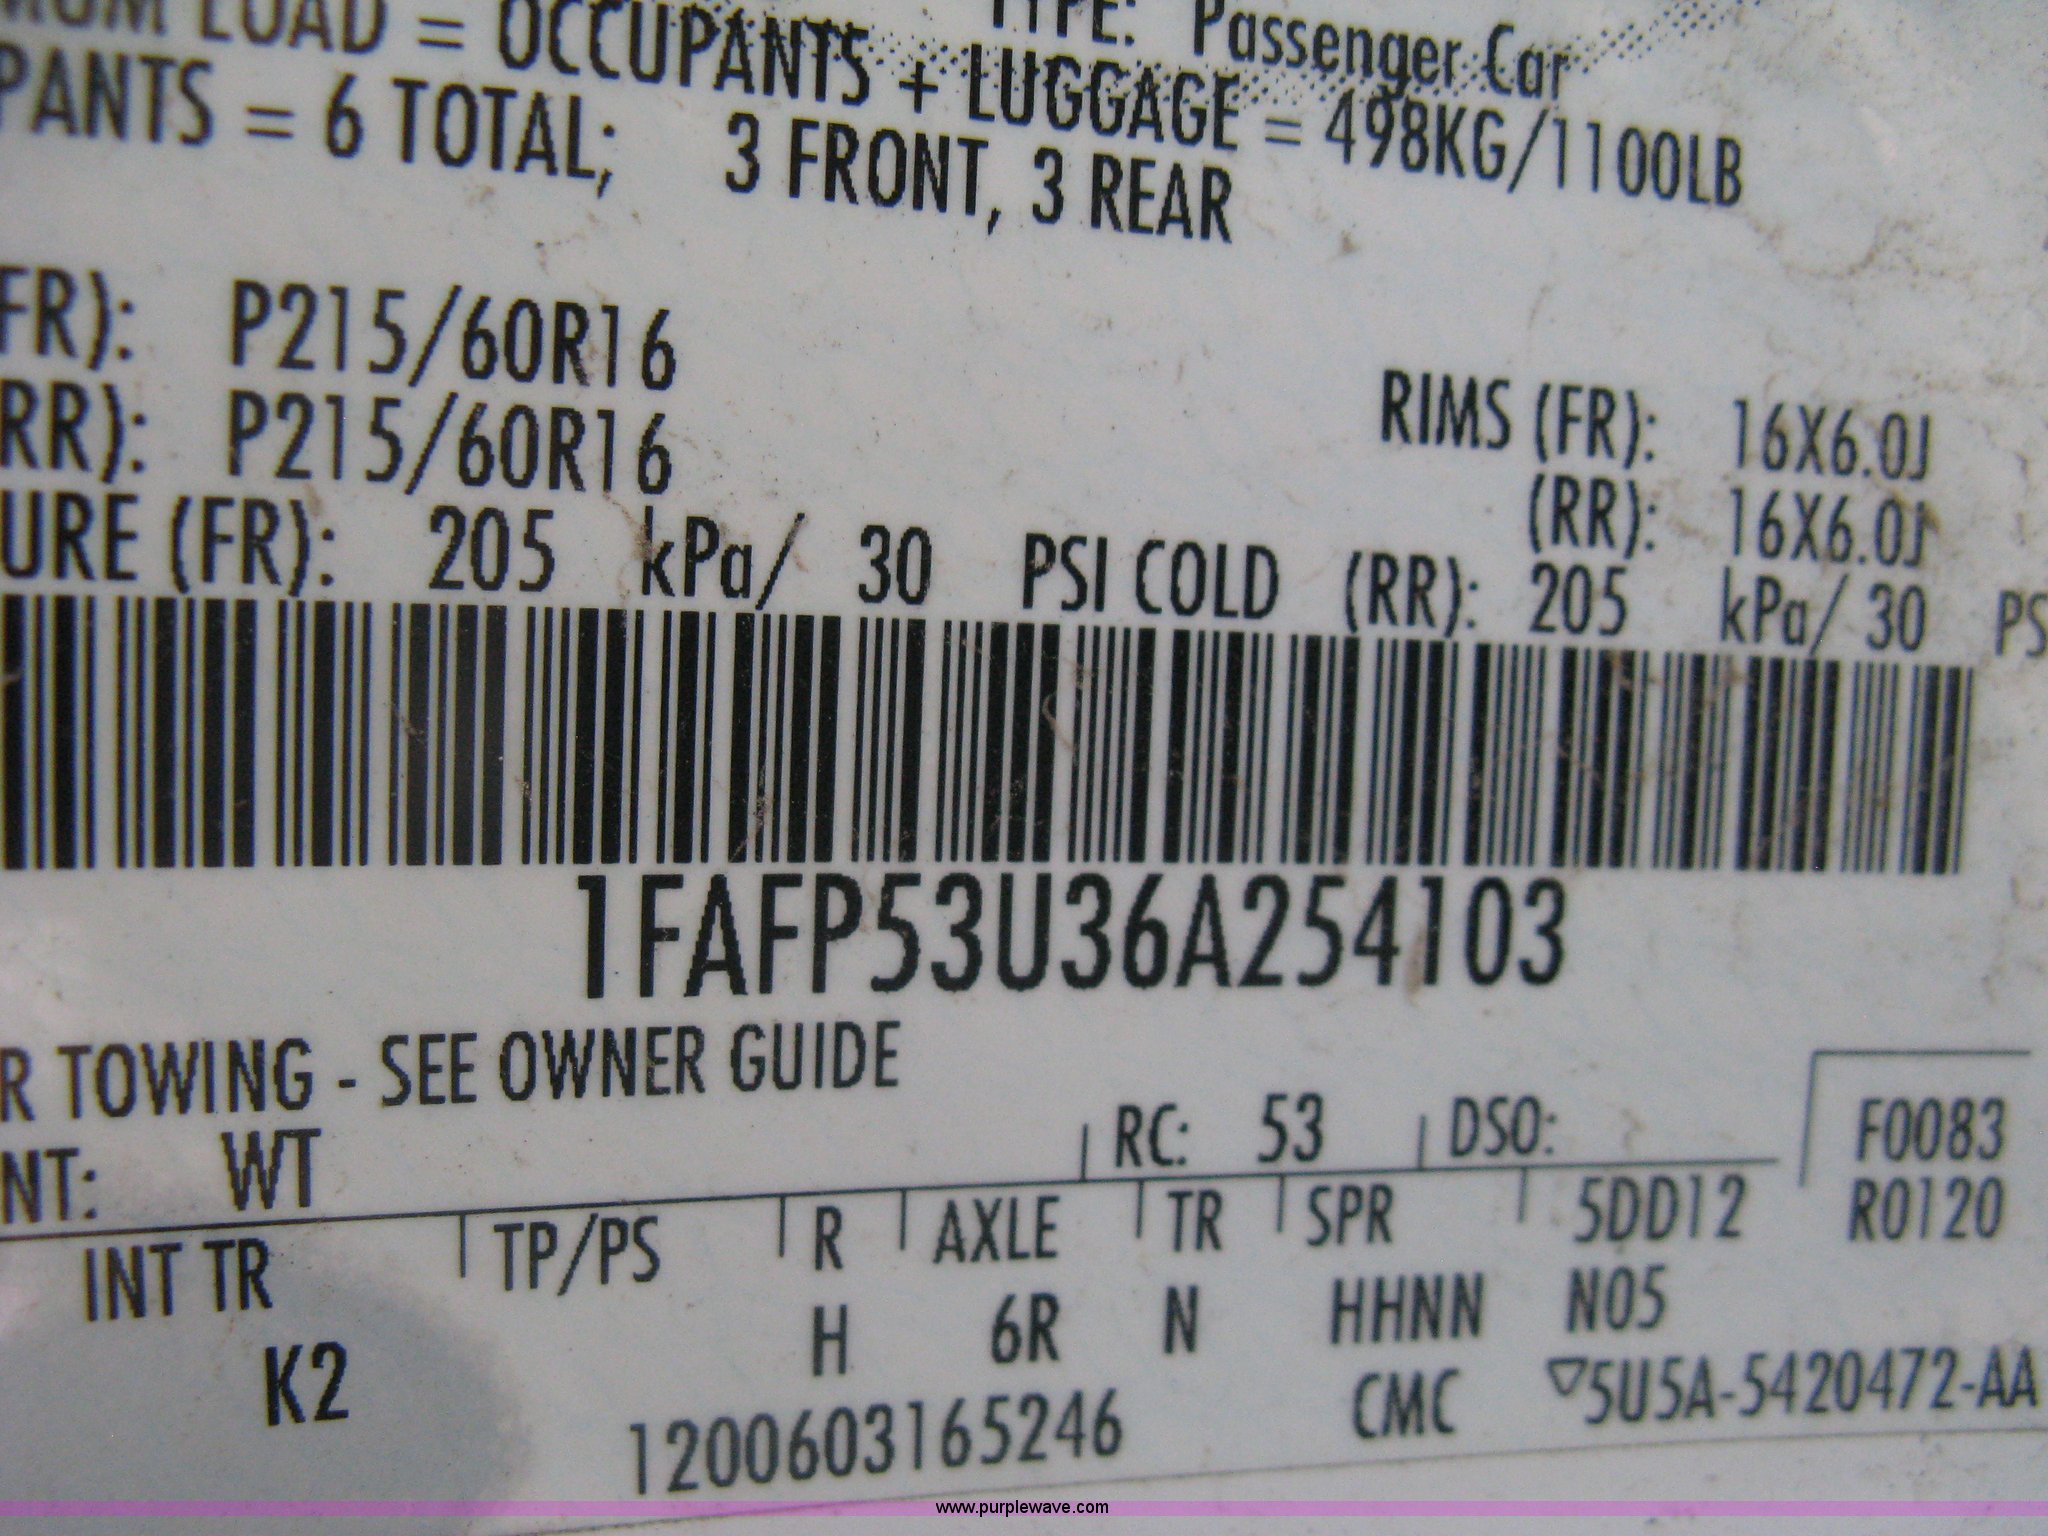 TYPE: Passenger Car
LOAD = OCCUPANTS + LUGGAGE = 498KG/1100LB
PANTS = 6 TOTAL; 3 FRONT, 3 REAR
FR): P215/60R16
RIMS (FR): 16X6.0J
RR): P215/60R16
(RR): 16X6.0J
URE (FR): 205 kPa/ 30 PSI COLD (RR): 205 kPa/ 30 PS
1FAFP53U36A254103
R TOWING - SEE OWNER GUIDE
NT: WT
RC: 53
DSO:
F0083
R0120
INT TR TP/PS R AXLE TR SPR 5DD12
K2 H 6R N HHNN N05
1200603165246 CMC ▽5U5A-5420472-AA
www.purplewave.com